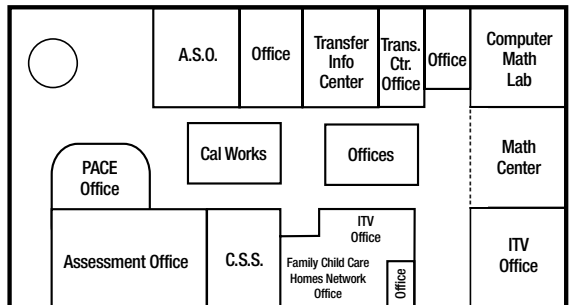 A.S.O.
Office
Transfer
Info
Center
Trans.
Ctr.
Office
Office
Computer
Math
Lab
Cal Works
Offices
Math
Center
PACE
Office
Assessment Office
C.S.S.
ITV
Office
Family Child Care
Homes Network
Office
Office
ITV
Office